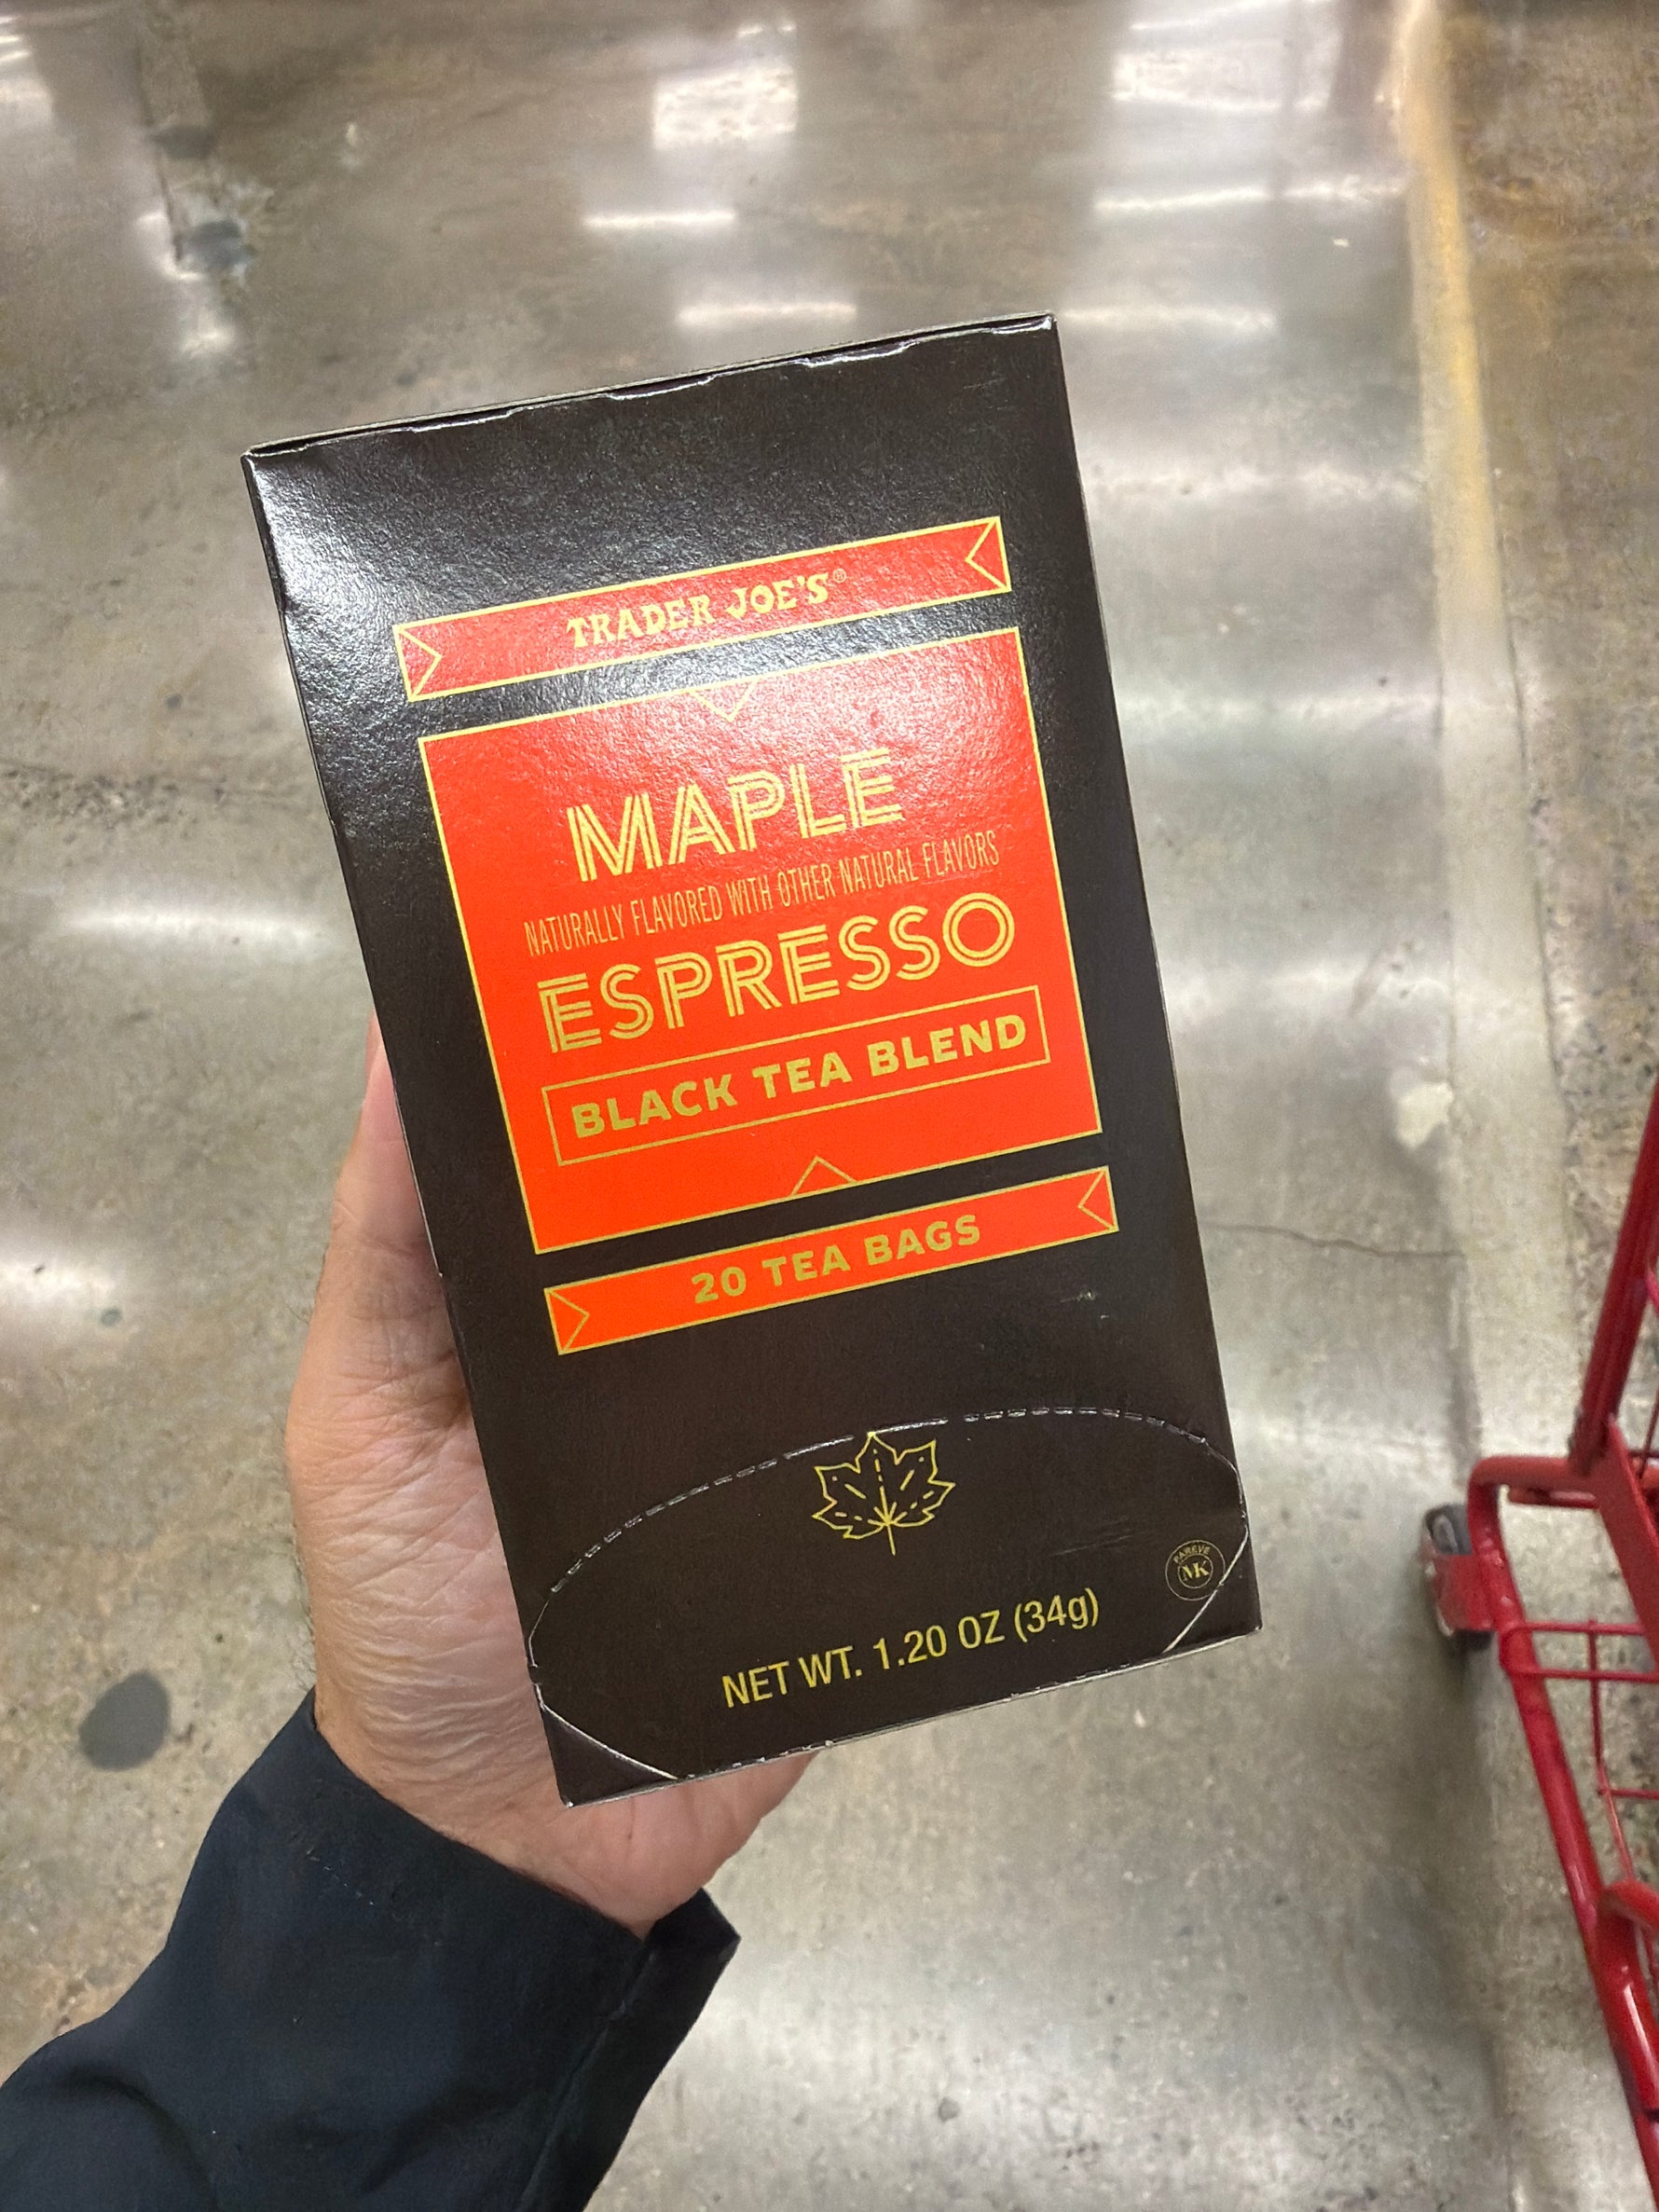 TRADER JOE'S®
MAPLE
NATURALLY FLAVORED WITH OTHER NATURAL FLAVORS
ESPRESSO
BLACK TEA BLEND
20 TEA BAGS
PAREVE
MK
NET WT. 1.20 OZ (34g)